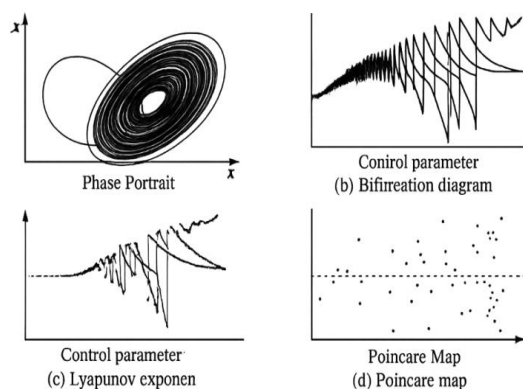 x
x
Phase Portrait
Conirol parameter
(b) Bifirreation diagram
Control parameter
(c) Lyapunov exponen
Poincare Map
(d) Poincare map